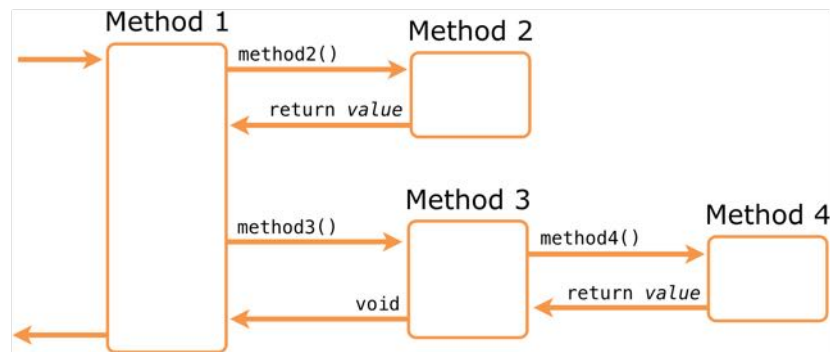 Method 1
method2()
Method 2
return value
Method 3
method3()
method4()
Method 4
void
return value